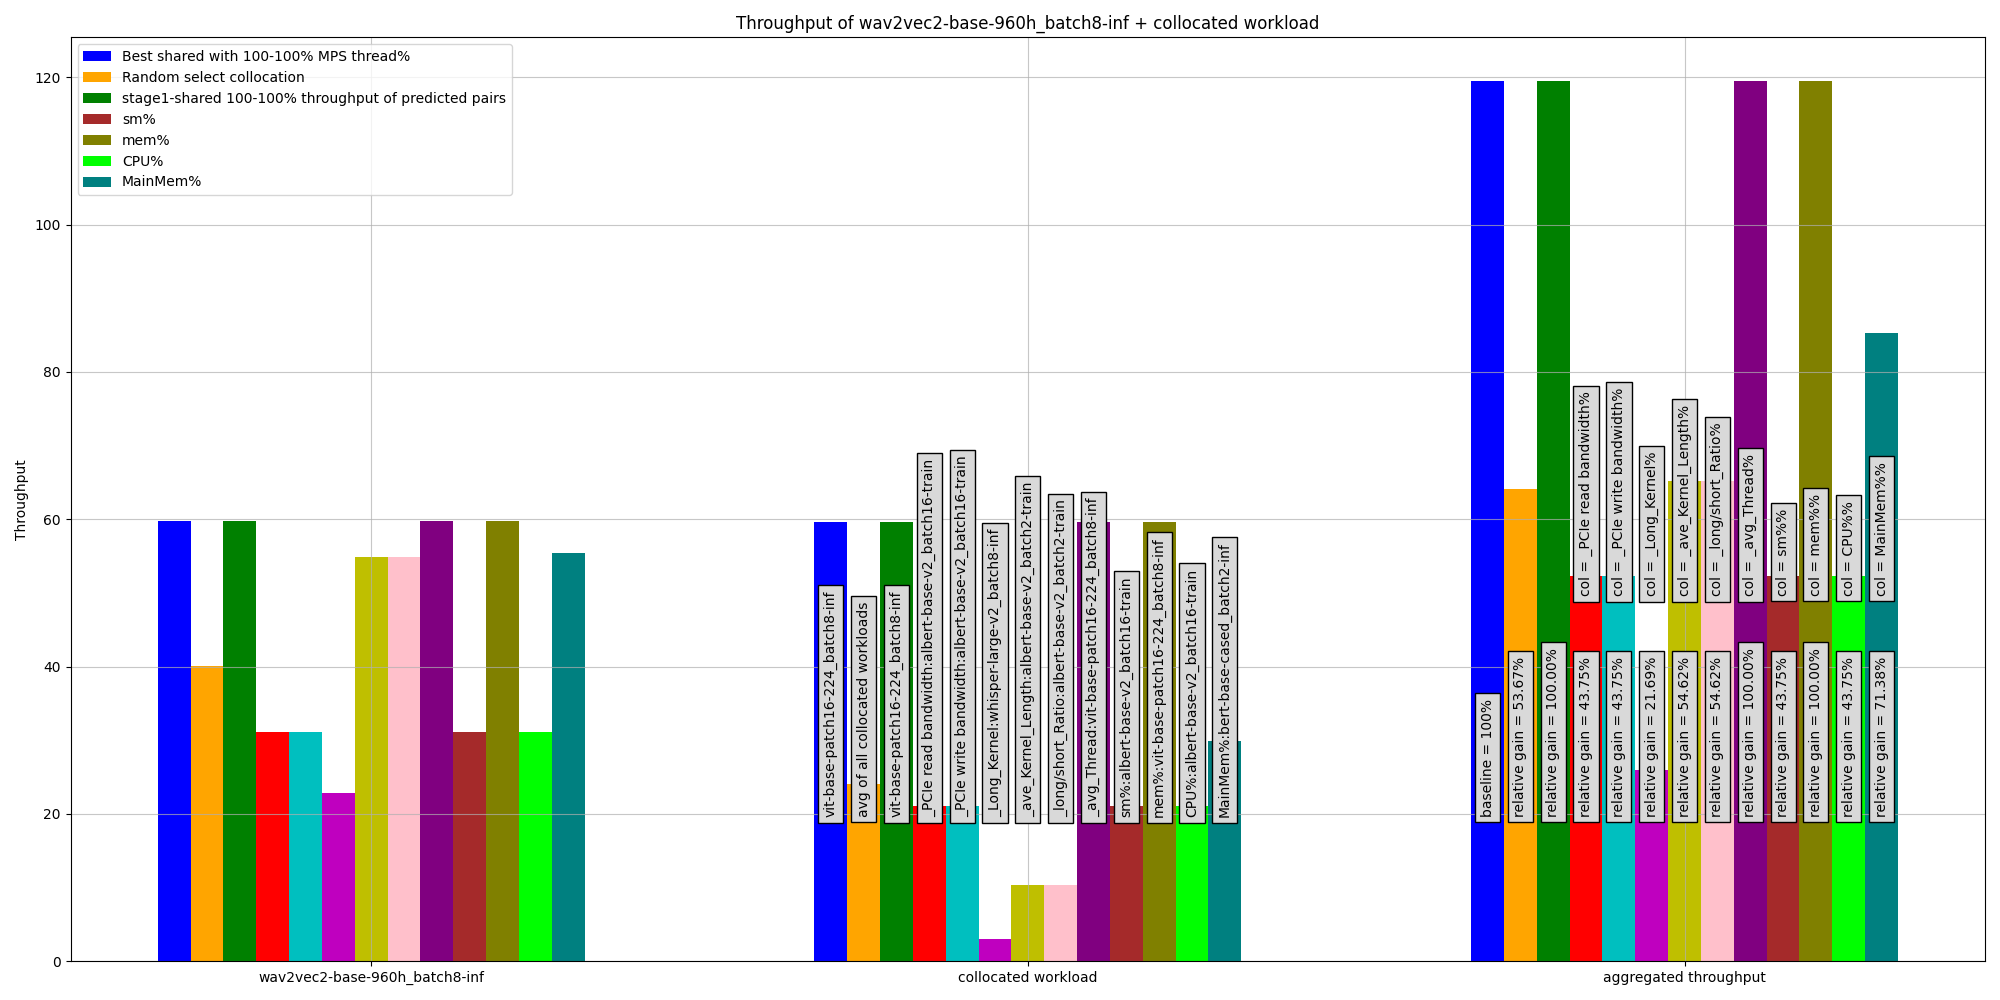 Throughput of wav2vec2-base-960h_batch8-inf + collocated workload
Best shared with 100-100% MPS thread%
Random select collocation
stage1-shared 100-100% throughput of predicted pairs
sm%
mem%
CPU%
MainMem%
Throughput
120
100
80
60
40
20
0
vit-base-patch16-224_batch8-inf
avg of all collocated workloads
vit-base-patch16-224_batch8-inf
_PCIe read bandwidth:albert-base-v2_batch16-train
_PCIe write bandwidth:albert-base-v2_batch16-train
_Long_Kernel:whisper-large-v2_batch8-inf
_ave_Kernel_Length:albert-base-v2_batch2-train
_long/short_Ratio:albert-base-v2_batch2-train
_avg_Thread:vit-base-patch16-224_batch8-inf
sm%:albert-base-v2_batch16-train
mem%:vit-base-patch16-224_batch8-inf
CPU%:albert-base-v2_batch16-train
MainMem%:bert-base-cased_batch2-inf
col = _PCIe read bandwidth%
col = _PCIe write bandwidth%
col = _Long_Kernel%
col = _ave_Kernel_Length%
col = _long/short_Ratio%
col = _avg_Thread%
col = sm%%
col = mem%%
col = CPU%%
col = MainMem%%
baseline = 100%
relative gain = 53.67%
relative gain = 100.00%
relative gain = 43.75%
relative gain = 43.75%
relative gain = 21.69%
relative gain = 54.62%
relative gain = 54.62%
relative gain = 100.00%
relative gain = 43.75%
relative gain = 100.00%
relative gain = 43.75%
relative gain = 71.38%
wav2vec2-base-960h_batch8-inf
collocated workload
aggregated throughput